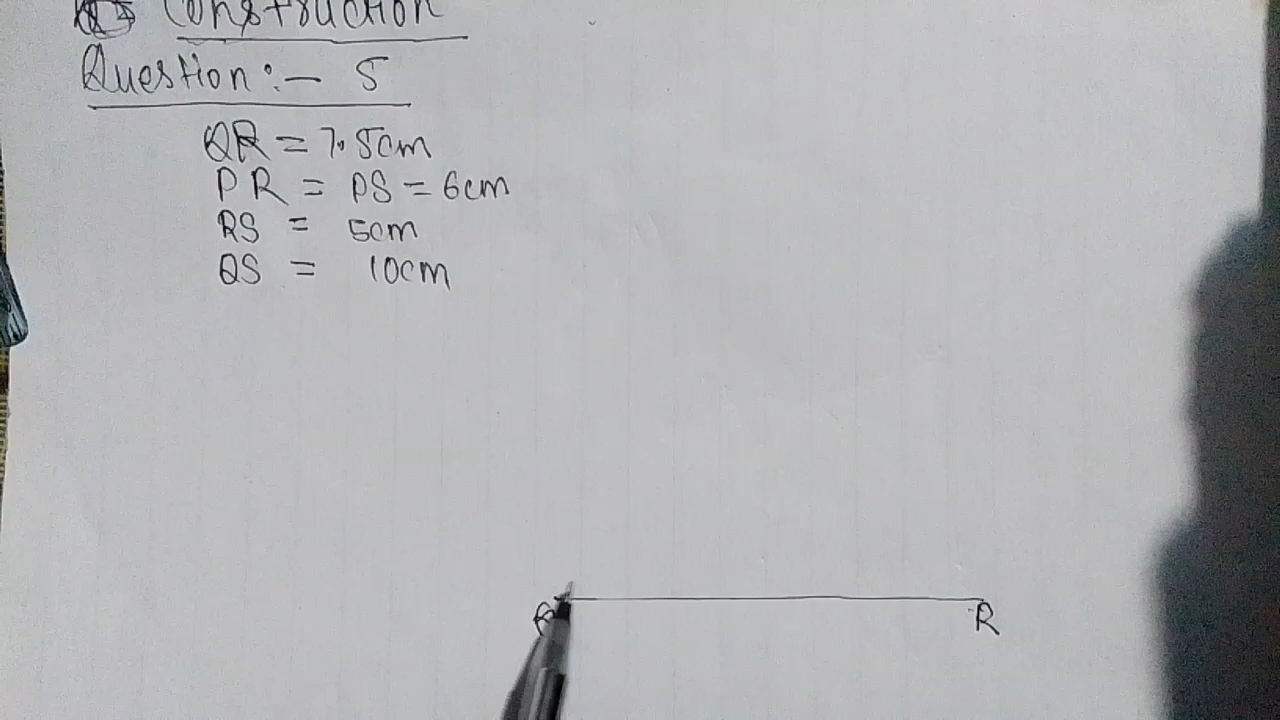 Construction
Question :- 5
QR = 7.5cm
PR = PS = 6cm
RS = 5cm
QS = 10cm
Q R